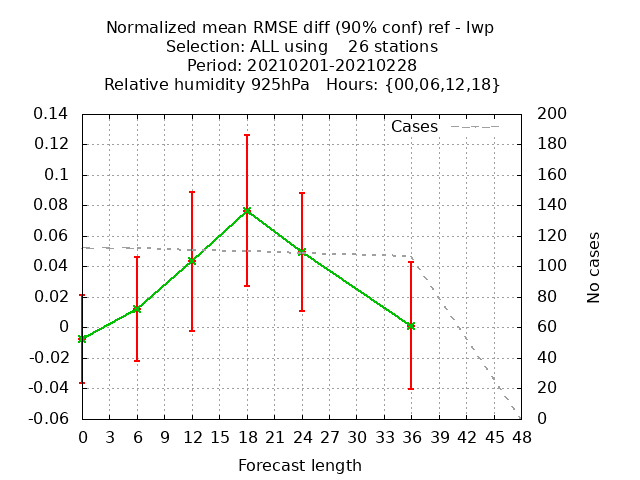 Normalized mean RMSE diff (90% conf) ref - lwp
Selection: ALL using    26 stations
Period: 20210201-20210228
Relative humidity 925hPa   Hours: {00,06,12,18}
Cases
0.14
0.12
0.1
0.08
0.06
0.04
0.02
0
-0.02
-0.04
-0.06
200
180
160
140
120
100
80
60
40
20
0
No cases
0 3 6 9 12 15 18 21 24 27 30 33 36 39 42 45 48
Forecast length